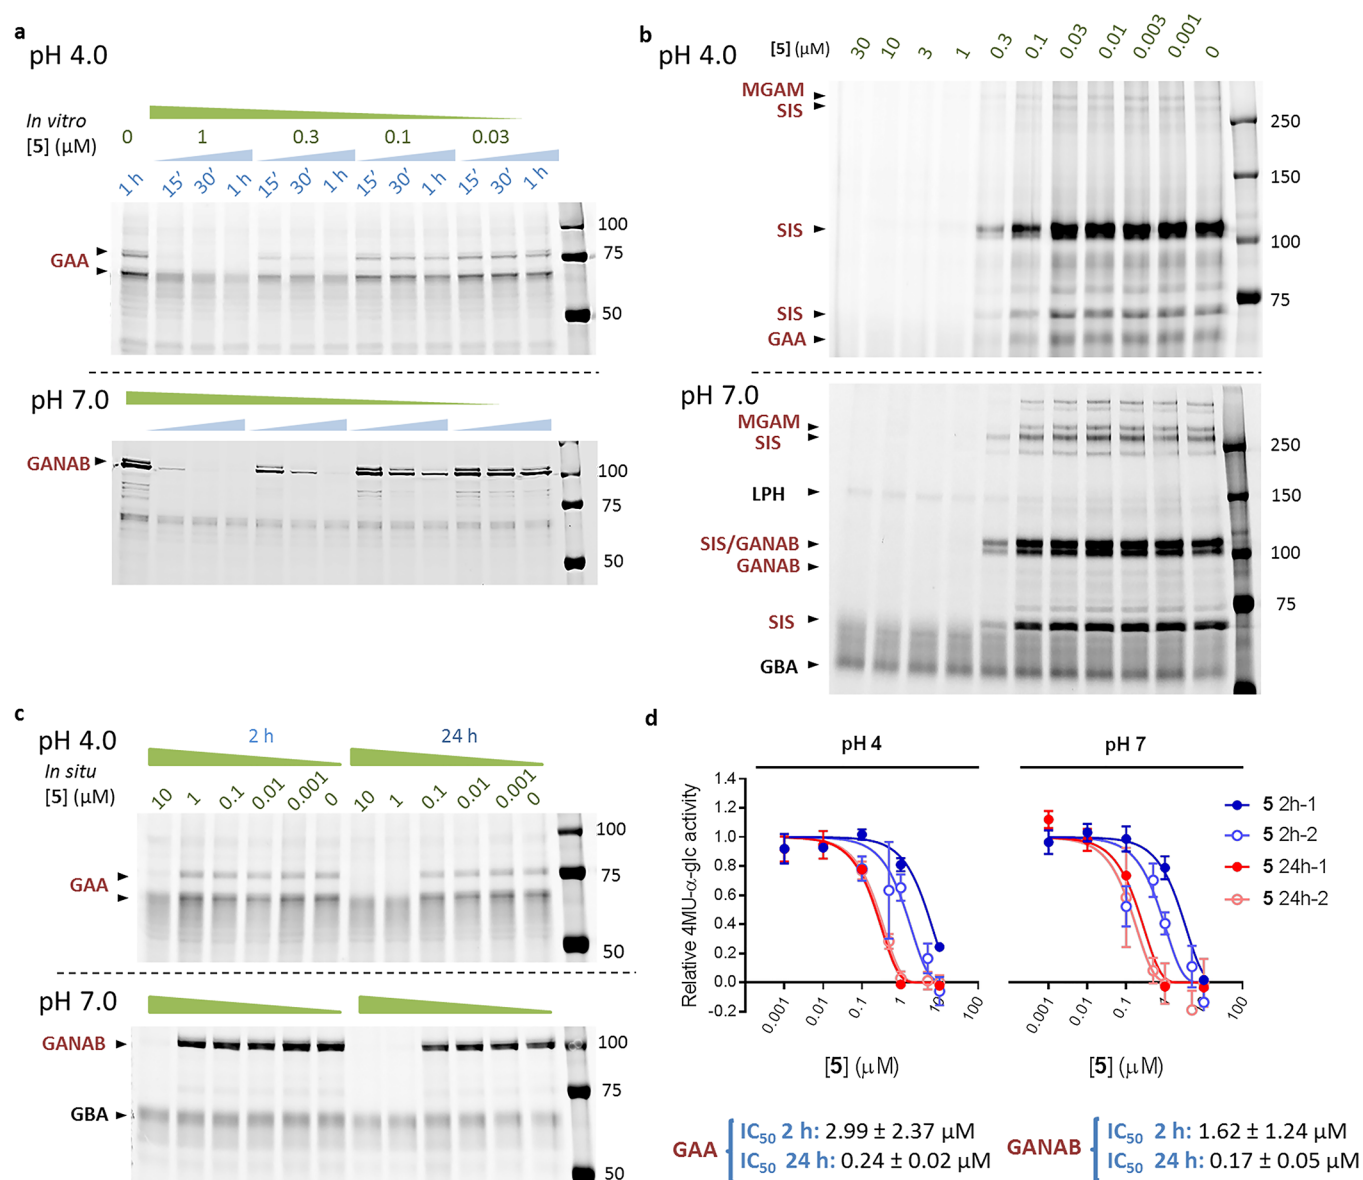 a
pH 4.0
In vitro
[5] (µM)
0 1 0.3 0.1 0.03
1 h 15′ 30′ 1 h 15′ 30′ 1 h 15′ 30′ 1 h 15′ 30′ 1 h
GAA
100
75
50
pH 7.0
GANAB
100
75
50
b
pH 4.0
[5] (µM) 30 10 3 1 0.3 0.1 0.03 0.01 0.003 0.001 0
MGAM
SIS
SIS
SIS
GAA
250
150
100
75
pH 7.0
MGAM
SIS
LPH
SIS/GANAB
GANAB
SIS
GBA
250
150
100
75
c
pH 4.0
2 h 24 h
In situ
[5] (µM)
10 1 0.1 0.01 0.001 0 10 1 0.1 0.01 0.001 0
GAA
100
75
50
pH 7.0
GANAB
GBA
100
75
50
d
pH 4 pH 7
Relative 4MU-α-glc activity
1.4
1.2
1.0
0.8
0.6
0.4
0.2
0.0
-0.2
0.001 0.01 0.1 1 10 100
0.001 0.01 0.1 1 100
[5] (µM) [5] (µM)
5 2h-1
5 2h-2
5 24h-1
5 24h-2
GAA
IC50 2 h: 2.99 ± 2.37 µM
IC50 24 h: 0.24 ± 0.02 µM
GANAB
IC50 2 h: 1.62 ± 1.24 µM
IC50 24 h: 0.17 ± 0.05 µM